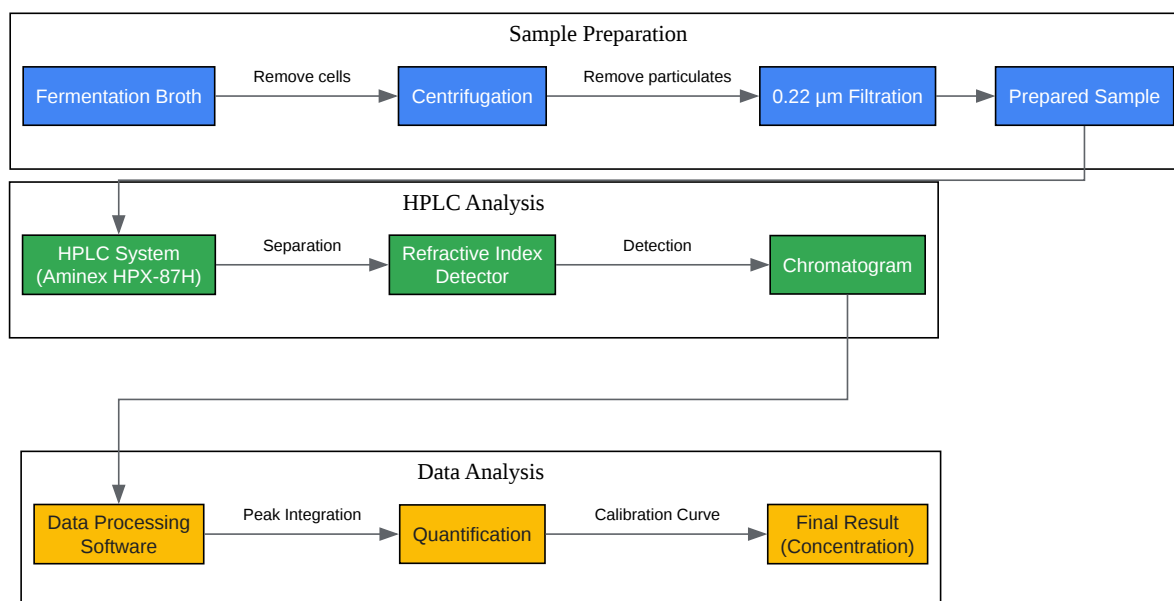 Sample Preparation
Remove cells
Remove particulates
Fermentation Broth
Centrifugation
0.22 µm Filtration
Prepared Sample
HPLC Analysis
HPLC System
(Aminex HPX-87H)
Separation
Refractive Index
Detector
Detection
Chromatogram
Data Analysis
Data Processing
Software
Peak Integration
Quantification
Calibration Curve
Final Result
(Concentration)